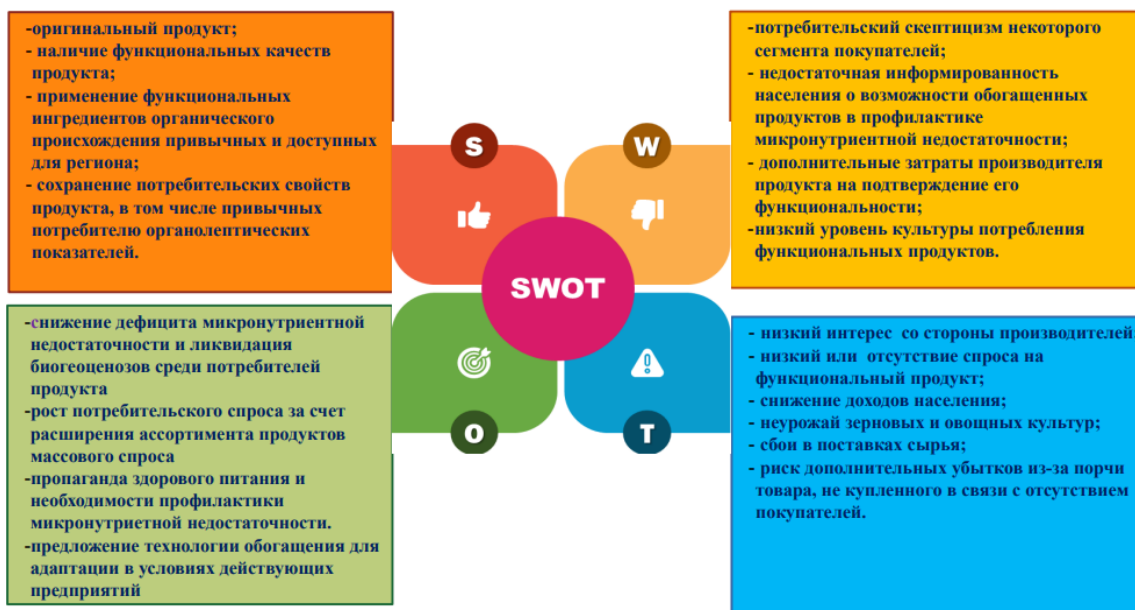 -оригинальный продукт;
- наличие функциональных качеств
продукта;
- применение функциональных
ингредиентов органического
происхождения привычных и доступных
для региона;
- сохранение потребительских свойств
продукта, в том числе привычных
потребителю органолептических
показателей.
-потребительский скептицизм некоторого
сегмента покупателей;
- недостаточная информированность
населения о возможности обогащенных
продуктов в профилактике
микронутриентной недостаточности;
- дополнительные затраты производителя
продукта на подтверждение его
функциональности;
-низкий уровень культуры потребления
функциональных продуктов.
S
W
SWOT
O
T
-снижение дефицита микронутриентной
недостаточности и ликвидация
биогеоценозов среди потребителей
продукта
-рост потребительского спроса за счет
расширения ассортимента продуктов
массового спроса
-пропаганда здорового питания и
необходимости профилактики
микронутриетной недостаточности.
-предложение технологии обогащения для
адаптации в условиях действующих
предприятий
- низкий интерес со стороны производителей;
- низкий или отсутствие спроса на
функциональный продукт;
- снижение доходов населения;
- неурожай зерновых и овощных культур;
- сбои в поставках сырья;
- риск дополнительных убытков из-за порчи
товара, не купленного в связи с отсутствием
покупателей.